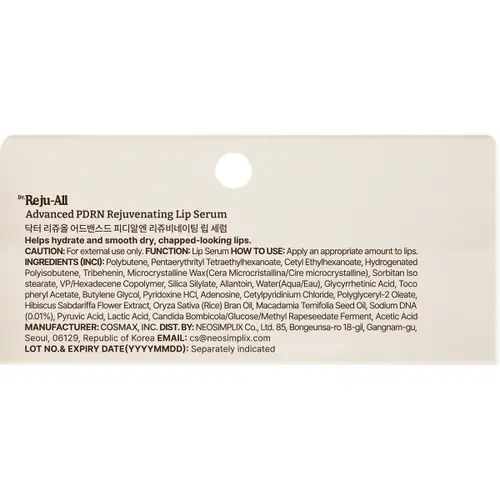 Dr. Reju-All
Advanced PDRN Rejuvenating Lip Serum
닥터 리쥬올 어드밴스드 피디알엔 리쥬비네이팅 립 세럼
Helps hydrate and smooth dry, chapped-looking lips.
CAUTION: For external use only. FUNCTION: Lip Serum HOW TO USE: Apply an appropriate amount to lips.
INGREDIENTS (INCI): Polybutene, Pentaerythrityl Tetraethylhexanoate, Cetyl Ethylhexanoate, Hydrogenated
Polyisobutene, Tribehenin, Microcrystalline Wax(Cera Microcristallina/Cire microcrystalline), Sorbitan Iso
stearate, VP/Hexadecene Copolymer, Silica Silylate, Allantoin, Water(Aqua/Eau), Glycyrrhetinic Acid, Toco
pheryl Acetate, Butylene Glycol, Pyridoxine HCl, Adenosine, Cetylpyridinium Chloride, Polyglyceryl-2 Oleate,
Hibiscus Sabdariffa Flower Extract, Oryza Sativa (Rice) Bran Oil, Macadamia Ternifolia Seed Oil, Sodium DNA
(0.01%), Pyruvic Acid, Lactic Acid, Candida Bombicola/Glucose/Methyl Rapeseedate Ferment, Acetic Acid
MANUFACTURER: COSMAX, INC. DIST. BY: NEOSIMPLIX Co., Ltd. 85, Bongeunsa-ro 18-gil, Gangnam-gu,
Seoul, 06129, Republic of Korea EMAIL: cs@neosimplix.com
LOT NO.& EXPIRY DATE(YYYYMMDD): Separately indicated